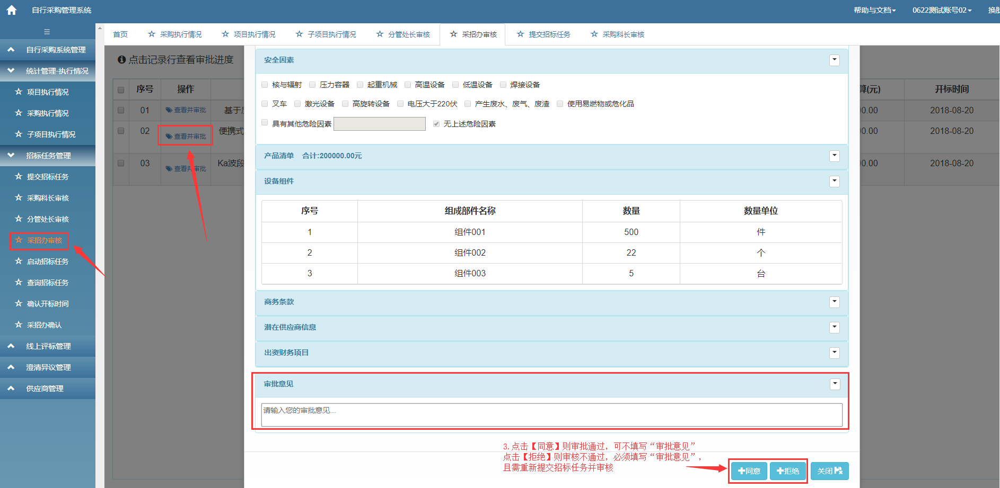 自行采购管理系统
帮助与文档
0622测试账号02
换肤
首页
采购执行情况
项目执行情况
子项目执行情况
分管处长审核
采招办审核
提交招标任务
采购科长审核
自行采购系统管理
统计管理-执行情况
项目执行情况
采购执行情况
子项目执行情况
招标任务管理
提交招标任务
采购科长审核
分管处长审核
采招办审核
启动招标任务
查询招标任务
确认开标时间
采招办确认
线上评标管理
澄清异议管理
供应商管理
点击记录行查看审批进度
序号 操作 算(元) 开标时间
01 查看并审批 基于 00.00 2018-08-20
02 查看并审批 便携式 00.00 2018-08-20
03 查看并审批 Ka波段 00.00 2018-08-20
安全因素
核与辐射 压力容器 起重机械 高温设备 低温设备 焊接设备
叉车 激光设备 高旋转设备 电压大于220伏 产生废水、废气、废渣 使用易燃物或危化品
具有其他危险因素 无上述危险因素
产品清单 合计:200000.00元
设备组件
序号 组成部件名称 数量 数量单位
1 组件001 500 件
2 组件002 22 个
3 组件003 5 台
商务条款
潜在供应商信息
出资财务项目
审批意见
请输入您的审批意见...
3.点击【同意】则审批通过，可不填写“审批意见”
点击【拒绝】则审核不通过，必须填写“审批意见”，
且需重新提交招标任务并审核
同意 拒绝 关闭